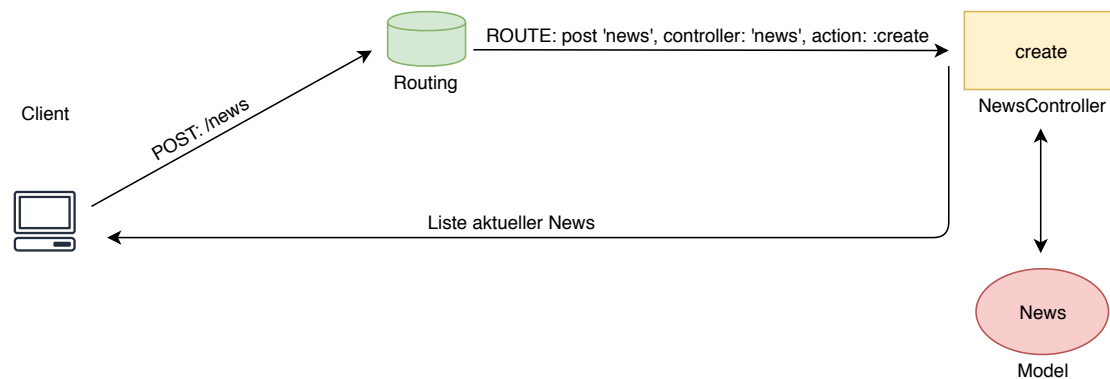 ROUTE: post 'news', controller: 'news', action: :create
create
Routing
NewsController
Client
POST: /news
Liste aktueller News
News
Model